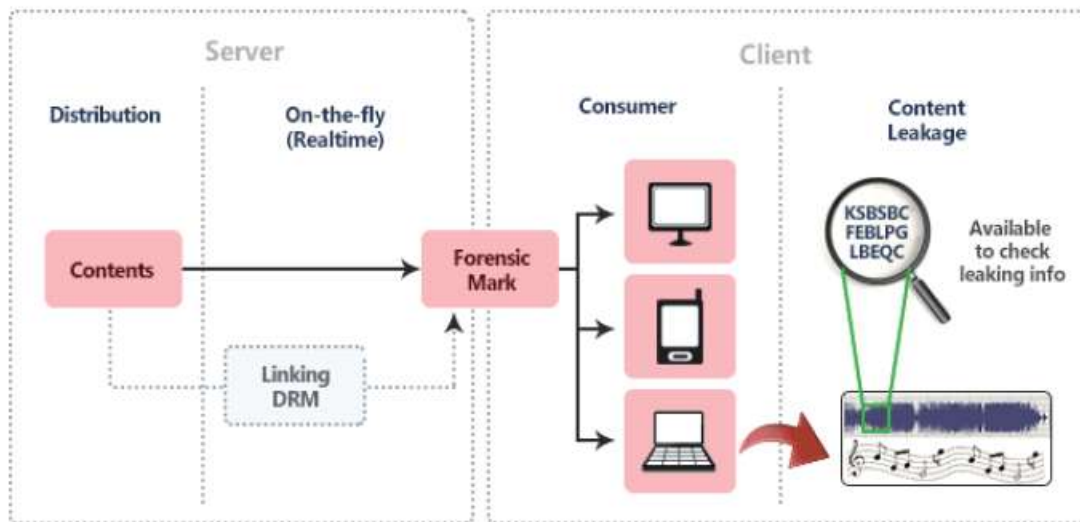 Server
Client
Distribution
On-the-fly
(Realtime)
Consumer
Content
Leakage
KSBSBC
FEBLPG
LBEQC
Available
to check
leaking info
Contents
Forensic
Mark
Linking
DRM